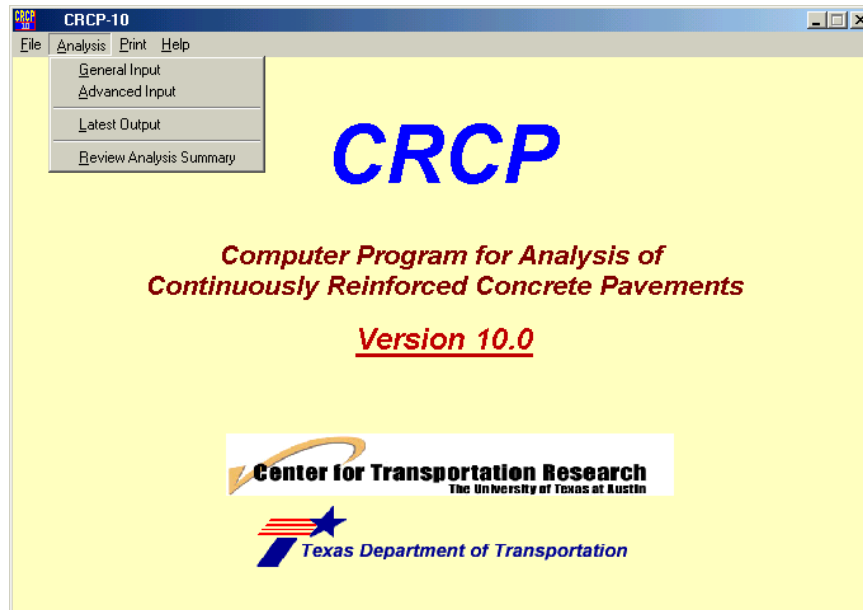 CRCP
10
CRCP-10
File Analysis Print Help
General Input
Advanced Input
Latest Output
Review Analysis Summary
CRCP
Computer Program for Analysis of
Continuously Reinforced Concrete Pavements
Version 10.0
Center for Transportation Research
The University of Texas at Austin
Texas Department of Transportation